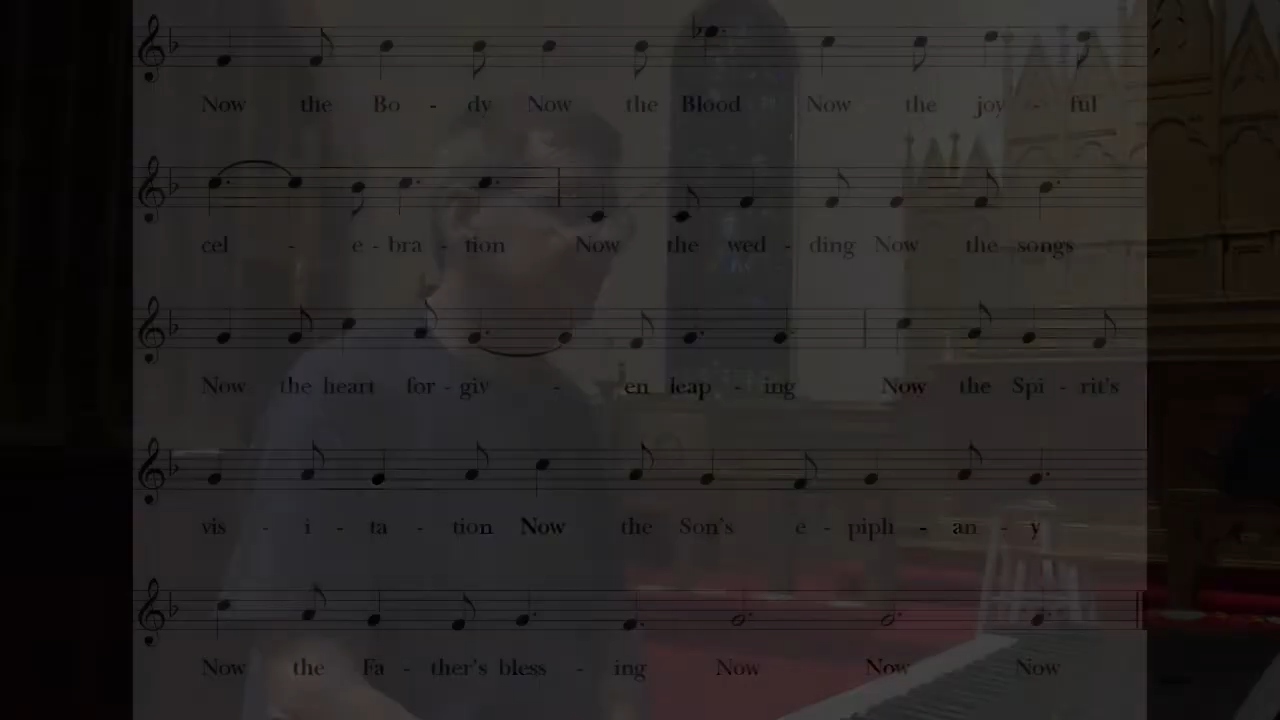 Now the Bo - dy Now the Blood Now the joy - ful
cel - e - bra - tion Now the wed - ding Now the songs
Now the heart for - giv - en leap - ing Now the Spi - rit's
vis - i - ta - tion Now the Son's e - piph - an - y
Now the Fa - ther's bless - ing Now Now Now